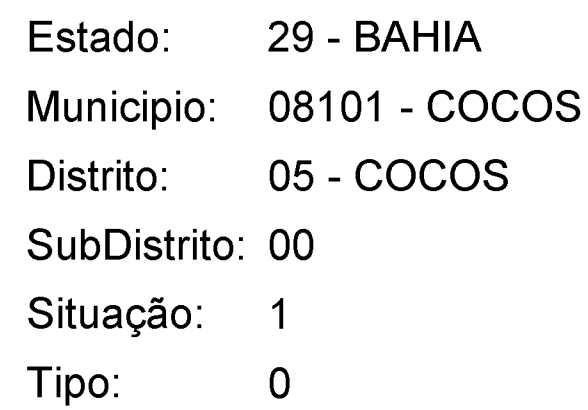 Estado: 29 - BAHIA
Municipio: 08101 - COCOS
Distrito: 05 - COCOS
SubDistrito: 00
Situação: 1
Tipo: 0